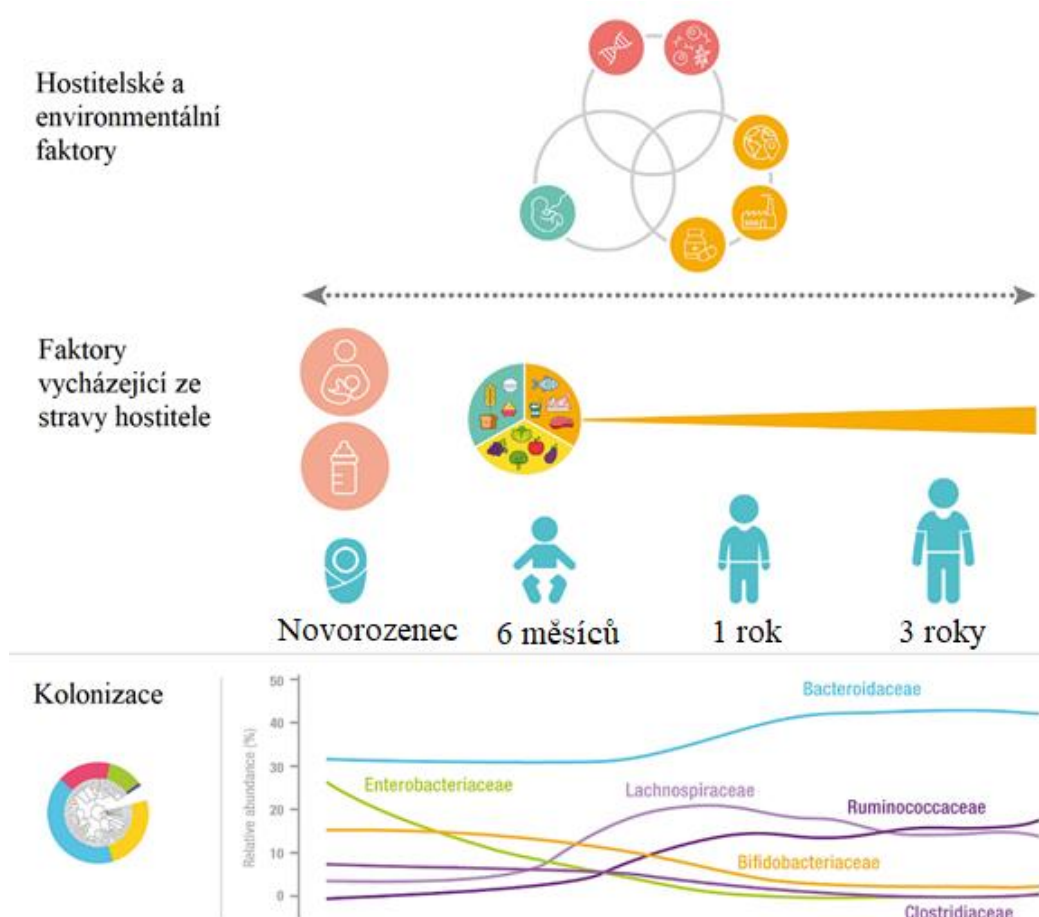 Hostitelské a
environmentální
faktory
Faktory
vycházející ze
stravy hostitele
Novorozenec
6 měsíců
1 rok
3 roky
Kolonizace
Relative abundance (%)
50
40
30
20
10
0
Bacteroidaceae
Enterobacteriaceae
Lachnospiraceae
Ruminococcaceae
Bifidobacteriaceae
Clostridiaceae